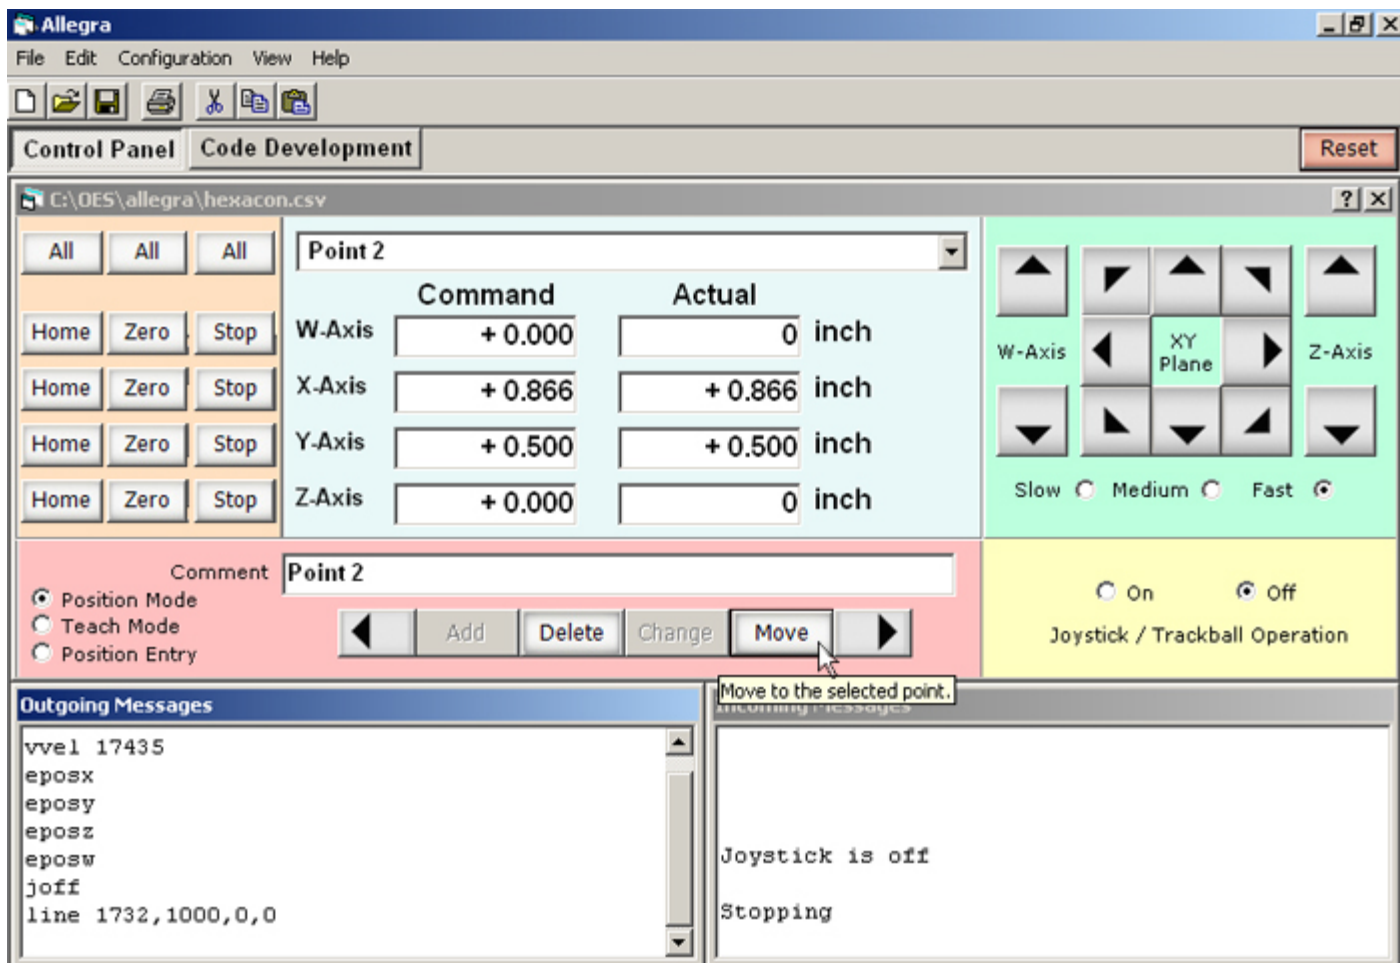 Allegra
File Edit Configuration View Help
Control Panel Code Development Reset
C:\OES\allegra\hexacon.csv
All All All
Point 2
Command Actual
Home Zero Stop W-Axis + 0.000 0 inch
Home Zero Stop X-Axis + 0.866 + 0.866 inch
Home Zero Stop Y-Axis + 0.500 + 0.500 inch
Home Zero Stop Z-Axis + 0.000 0 inch
W-Axis XY Plane Z-Axis
Slow Medium Fast
Comment Point 2
Position Mode
Teach Mode
Position Entry
Add Delete Change Move
Move to the selected point.
On Off
Joystick / Trackball Operation
Outgoing Messages
vvel 17435
eposx
eposy
eposz
eposw
joff
line 1732,1000,0,0
Incoming Messages
Joystick is off
Stopping